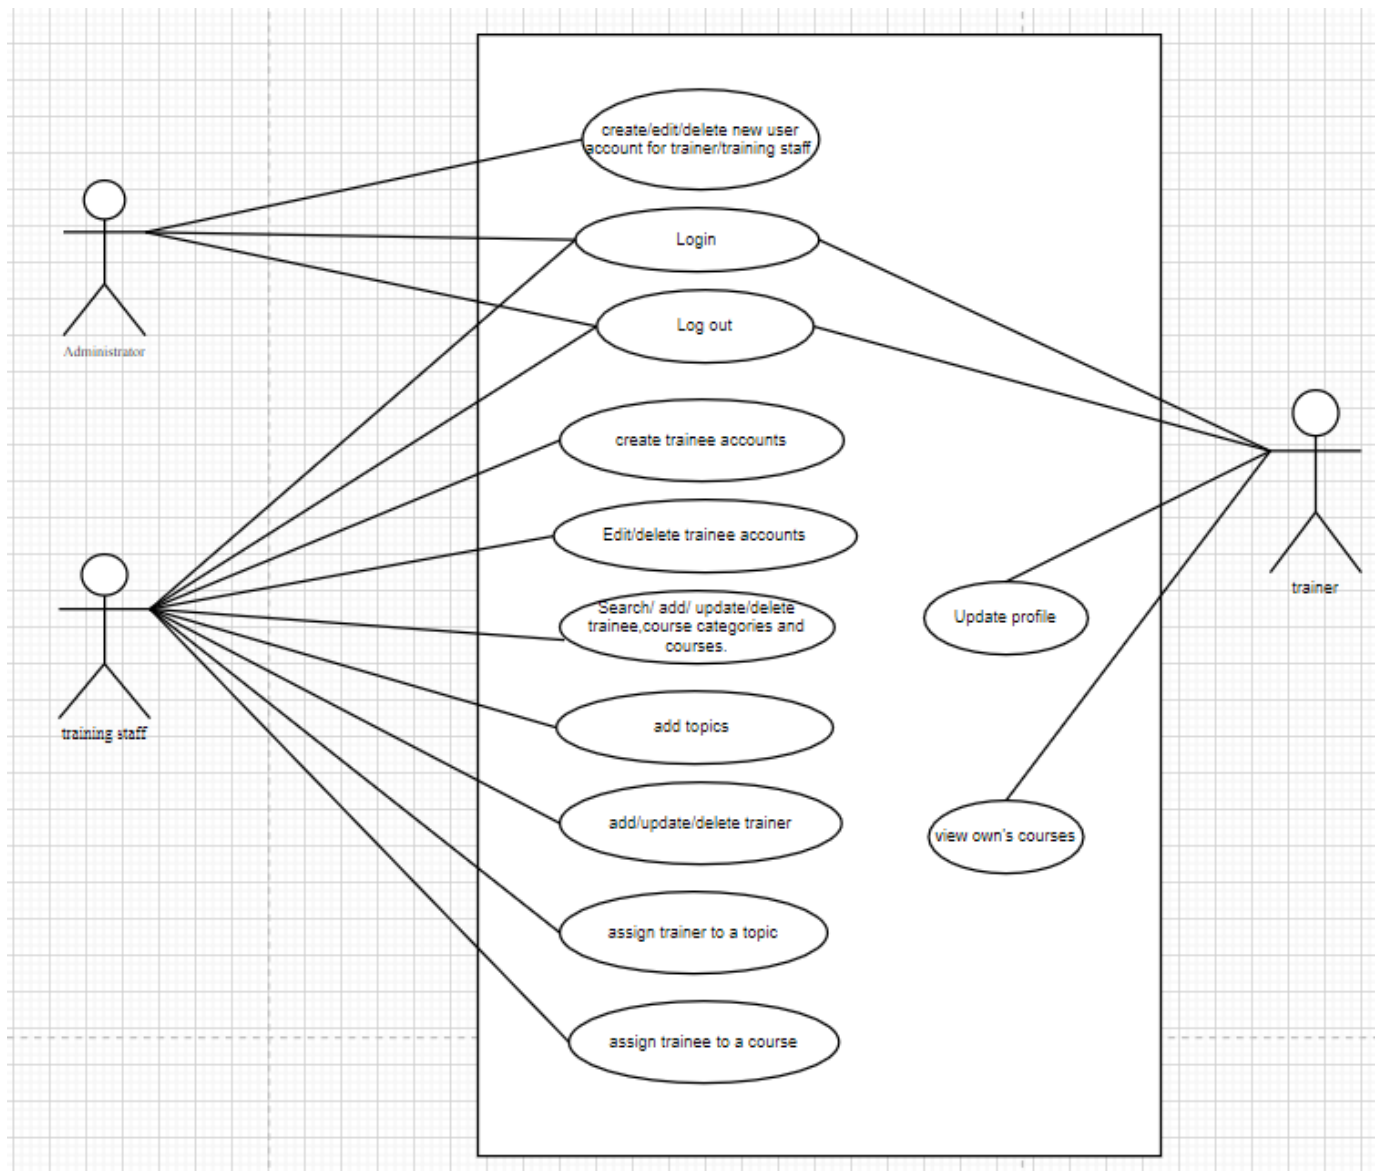 create/edit/delete new user
account for trainer/training staff
Login
Log out
Administrator
create trainee accounts
Edit/delete trainee accounts
trainer
Search/ add/ update/delete
trainee,course categories and
courses.
Update profile
training staff
add topics
add/update/delete trainer
view own's courses
assign trainer to a topic
assign trainee to a course